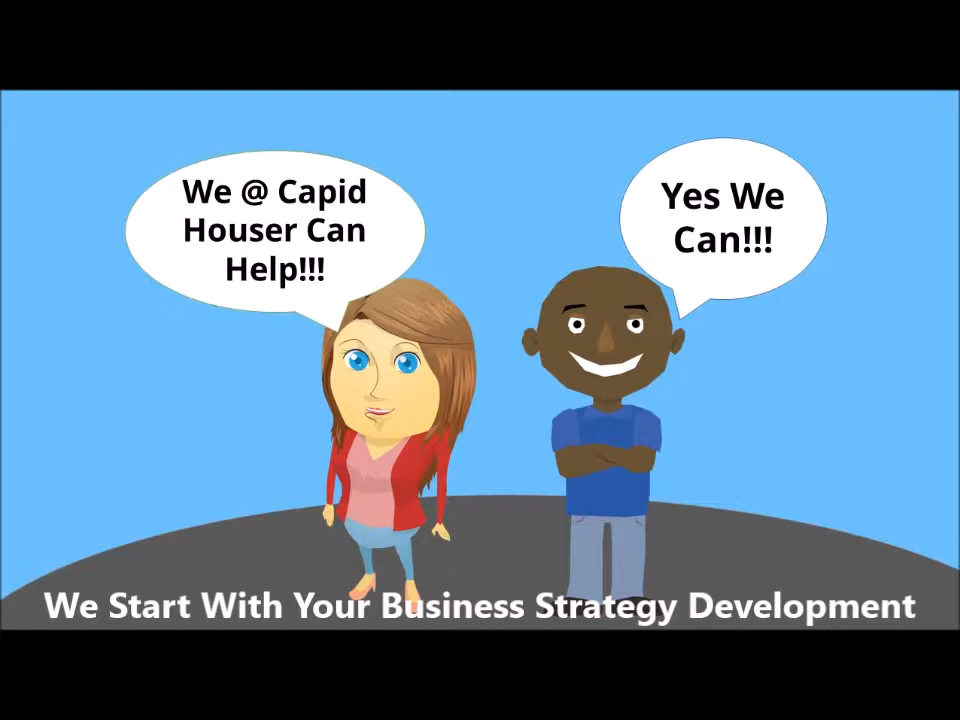 We @ Capid
Houser Can
Help!!!
Yes We
Can!!!
We Start With Your Business Strategy Development